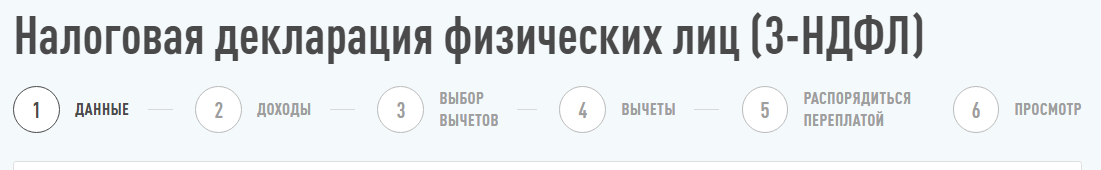 Налоговая декларация физических лиц (3-НДФЛ)
1 ДАННЫЕ
2 ДОХОДЫ
3 ВЫБОР
ВЫЧЕТОВ
4 ВЫЧЕТЫ
5 РАСПОРЯДИТЬСЯ
ПЕРЕПЛАТОЙ
6 ПРОСМОТР